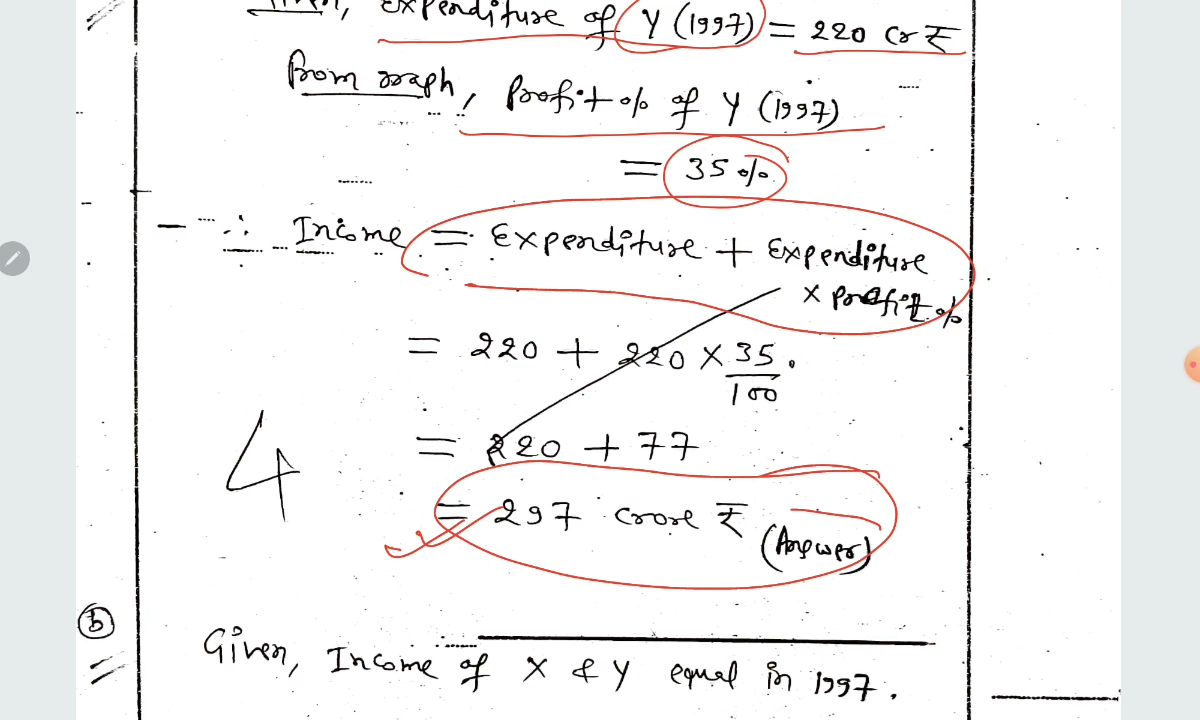 Given, Expenditure of Y (1997) = 220 Cr ₹
From graph, Profit % of Y (1997)
= 35 %
∴ Income = Expenditure + Expenditure
× profit %
= 220 + 220 × 35/100
= 220 + 77
= 297 crore ₹
(Answer)
4
(b)
Given, Income of X & Y equal in 1997.